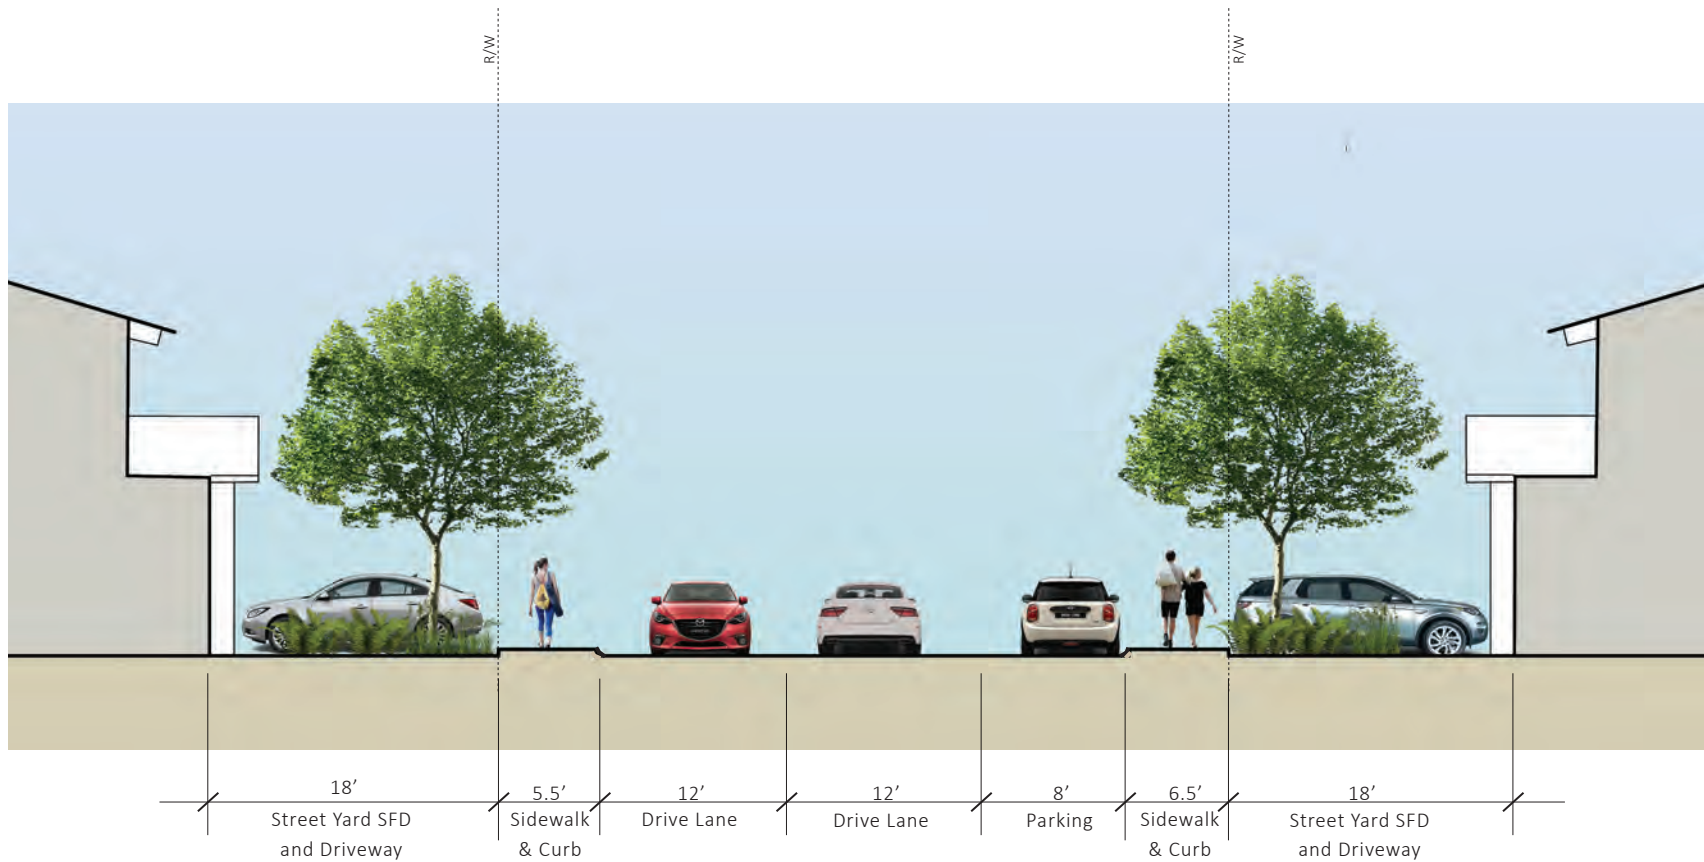 R/W
R/W
18’
5.5’
12’
12’
8’
6.5’
18’
Street Yard SFD
and Driveway
Sidewalk
& Curb
Drive Lane
Drive Lane
Parking
Sidewalk
& Curb
Street Yard SFD
and Driveway